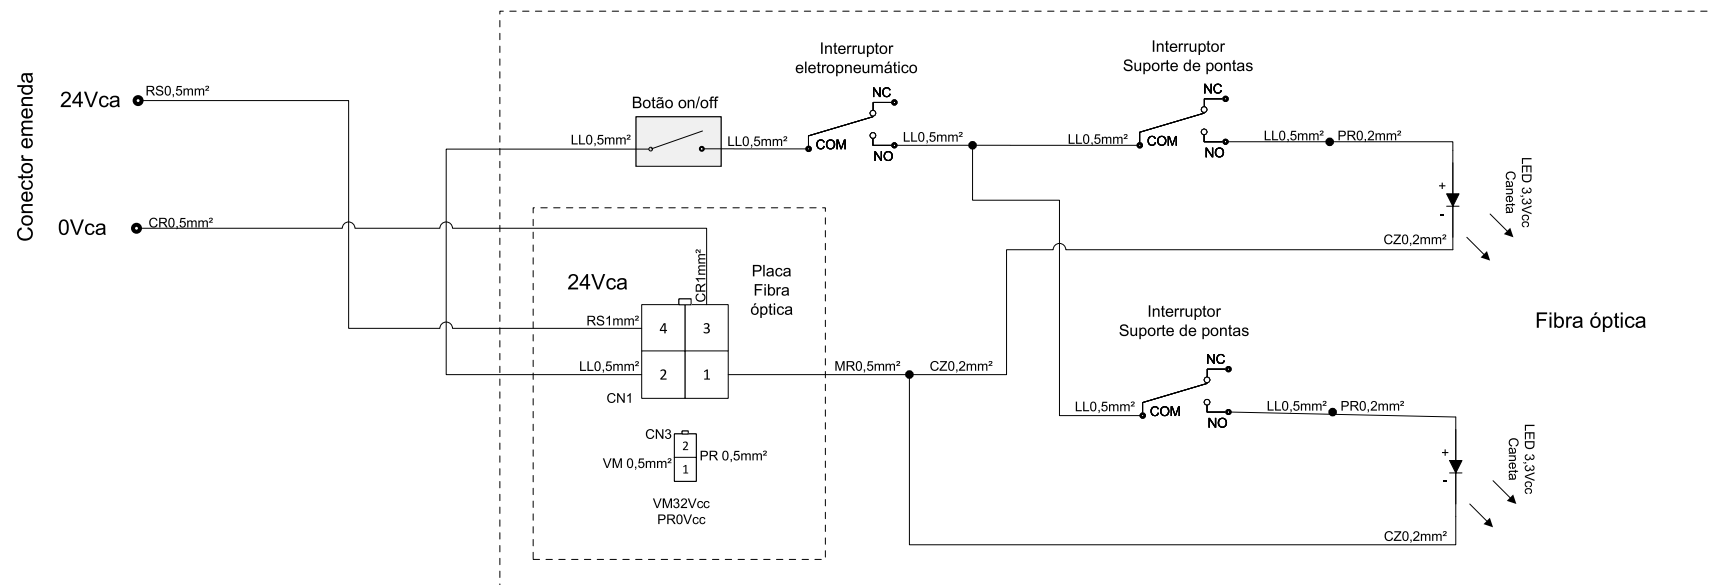 Conector emenda
24Vca
RS0,5mm²
0Vca
CR0,5mm²
Botão on/off
LL0,5mm²
LL0,5mm²
Interruptor
eletropneumático
NC
COM
NO
LL0,5mm²
LL0,5mm²
Interruptor
Suporte de pontas
NC
COM
NO
LL0,5mm²
PR0,2mm²
+
-
LED 3,3Vcc
Caneta
CZ0,2mm²
24Vca
CR1mm²
Placa
Fibra
óptica
RS1mm²
4
3
LL0,5mm²
2
1
CN1
MR0,5mm²
CZ0,2mm²
CN3
2
VM 0,5mm²
1
PR 0,5mm²
VM32Vcc
PR0Vcc
Interruptor
Suporte de pontas
NC
LL0,5mm²
COM
NO
LL0,5mm²
PR0,2mm²
+
-
LED 3,3Vcc
Caneta
CZ0,2mm²
Fibra óptica